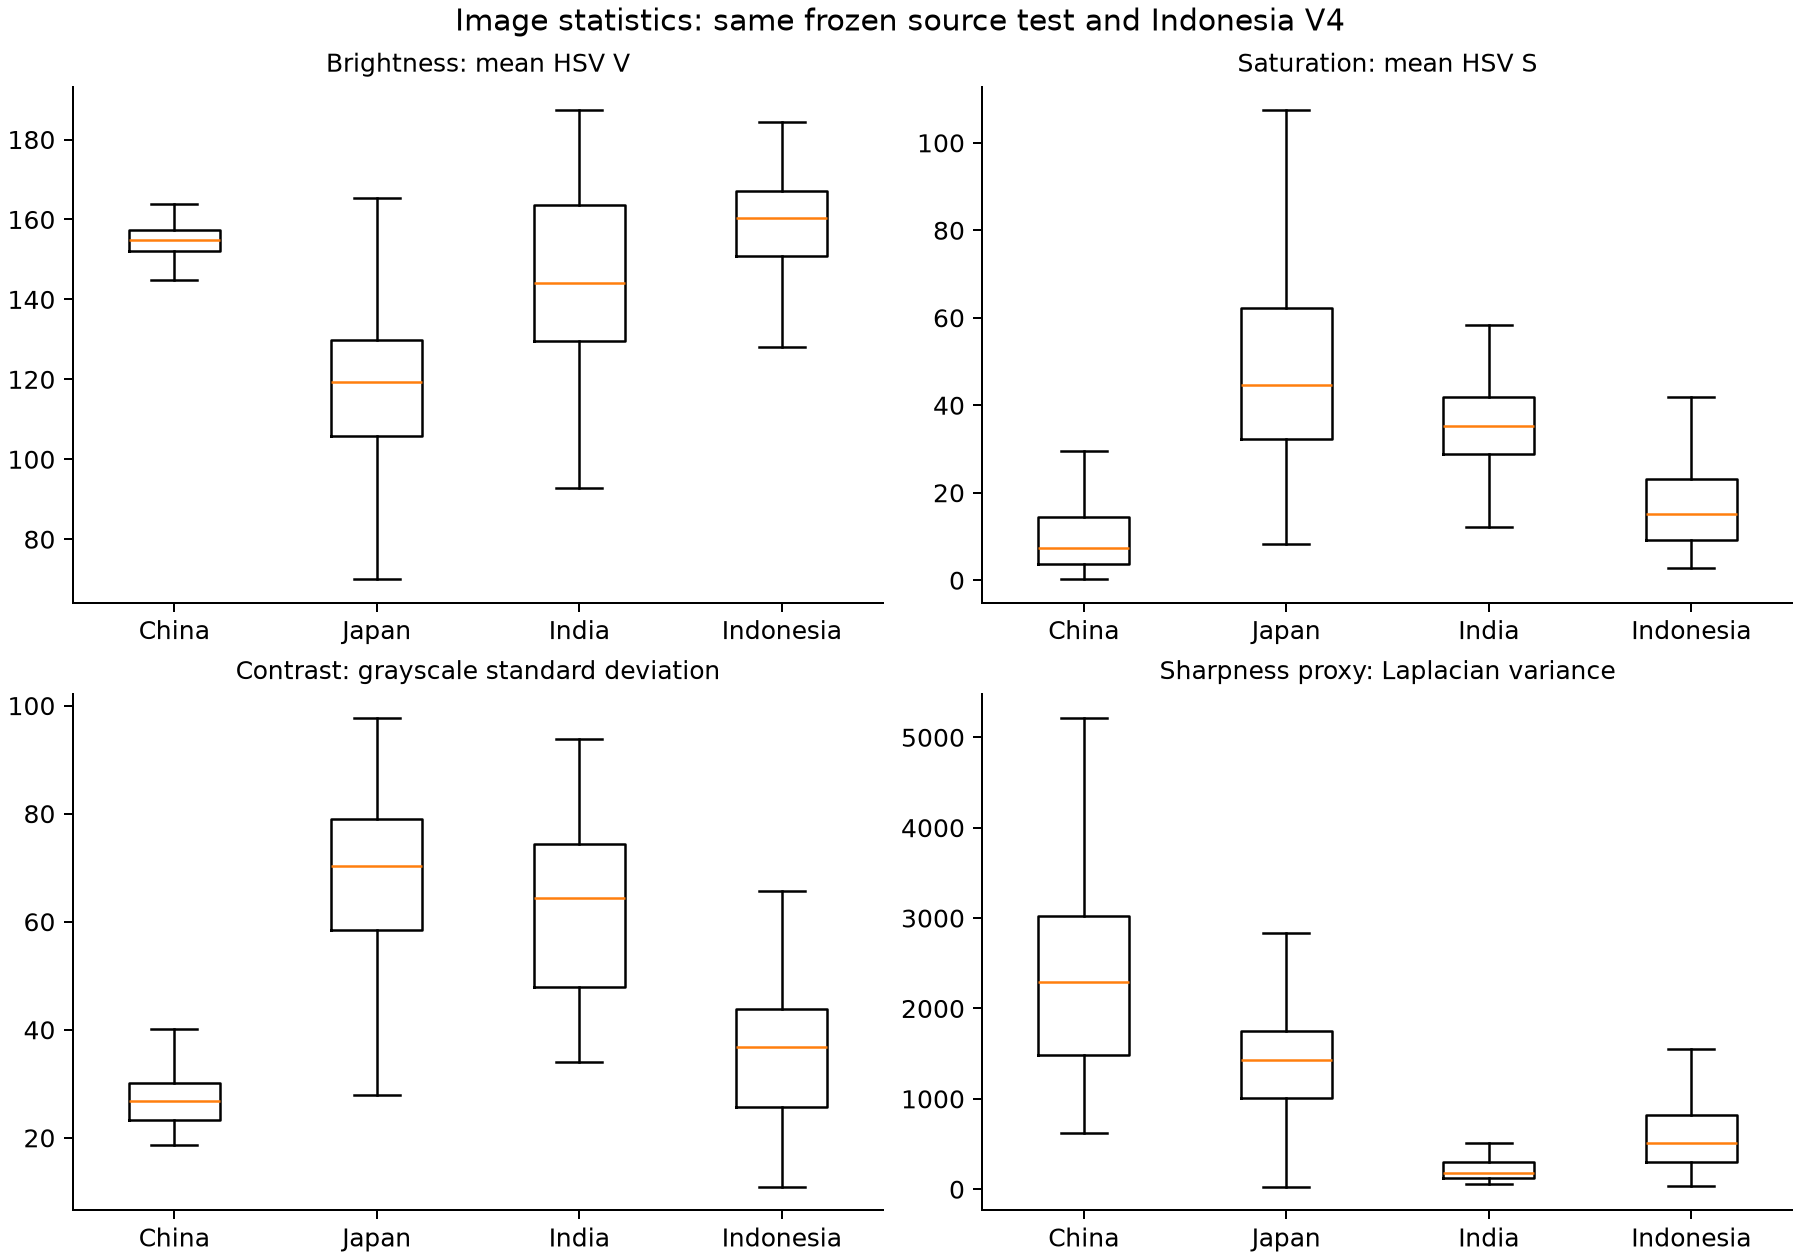 Image statistics: same frozen source test and Indonesia V4
Brightness: mean HSV V
180
160
140
120
100
80
China Japan India Indonesia
Saturation: mean HSV S
100
80
60
40
20
0
China Japan India Indonesia
Contrast: grayscale standard deviation
100
80
60
40
20
China Japan India Indonesia
Sharpness proxy: Laplacian variance
5000
4000
3000
2000
1000
0
China Japan India Indonesia